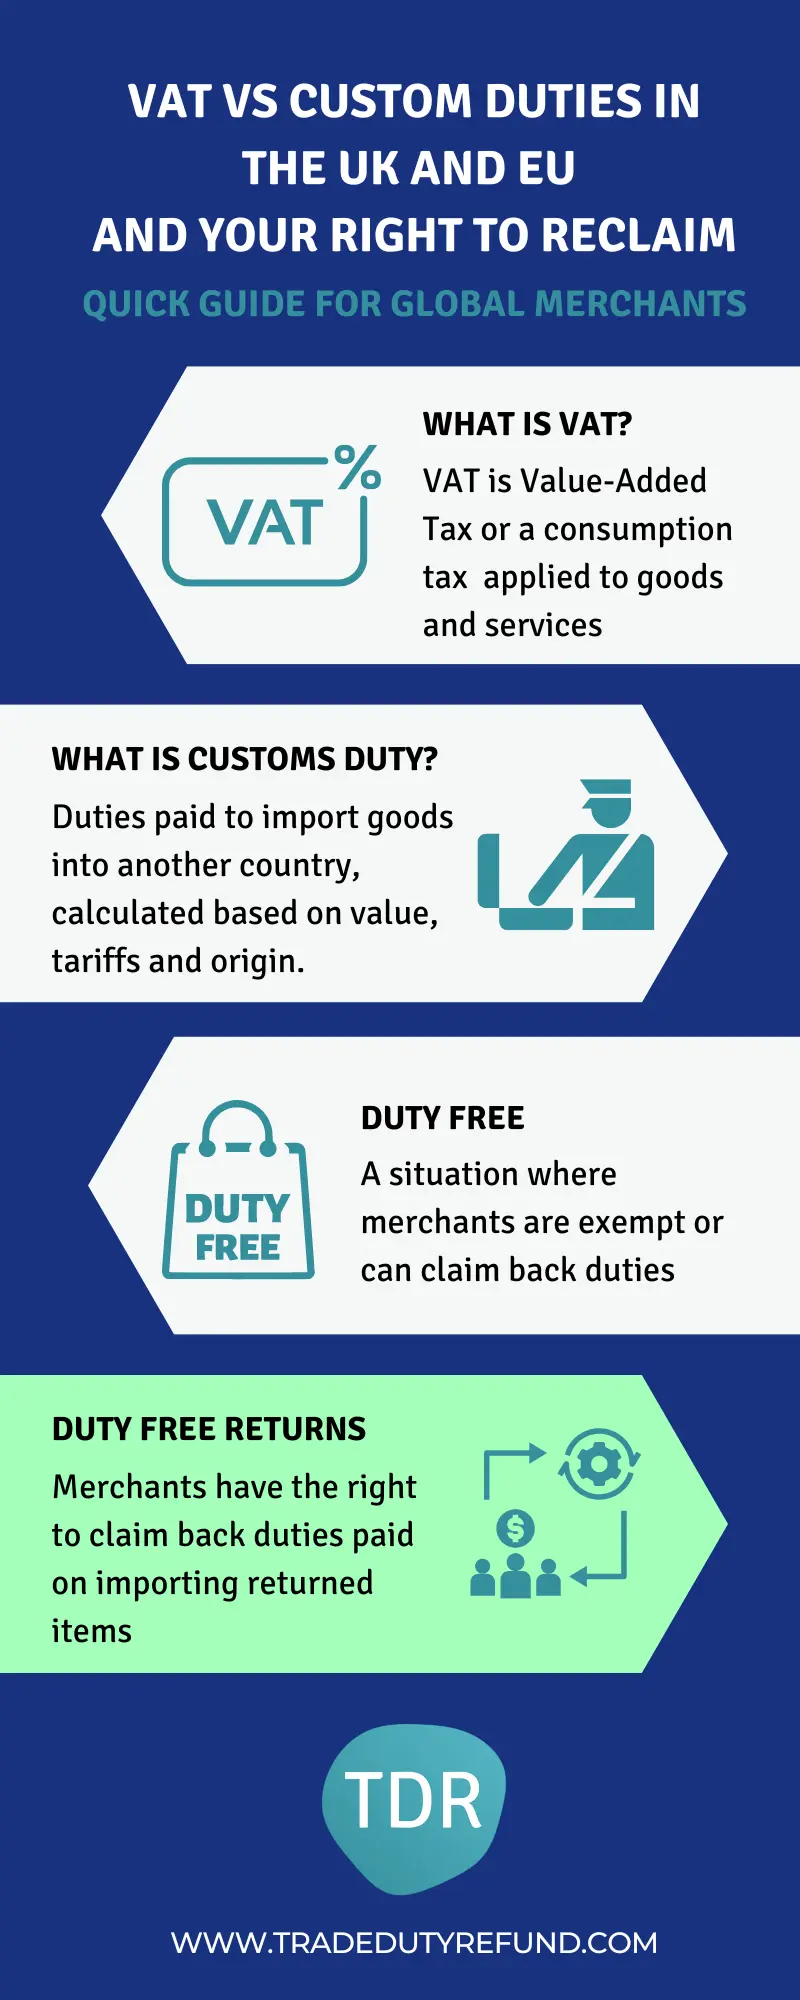 VAT VS CUSTOM DUTIES IN
THE UK AND EU
AND YOUR RIGHT TO RECLAIM
QUICK GUIDE FOR GLOBAL MERCHANTS
VAT %
WHAT IS VAT?
VAT is Value-Added
Tax or a consumption
tax  applied to goods
and services
WHAT IS CUSTOMS DUTY?
Duties paid to import goods
into another country,
calculated based on value,
tariffs and origin.
DUTY
FREE
DUTY FREE
A situation where
merchants are exempt or
can claim back duties
DUTY FREE RETURNS
Merchants have the right
to claim back duties paid
on importing returned
items
$
TDR
WWW.TRADEDUTYREFUND.COM